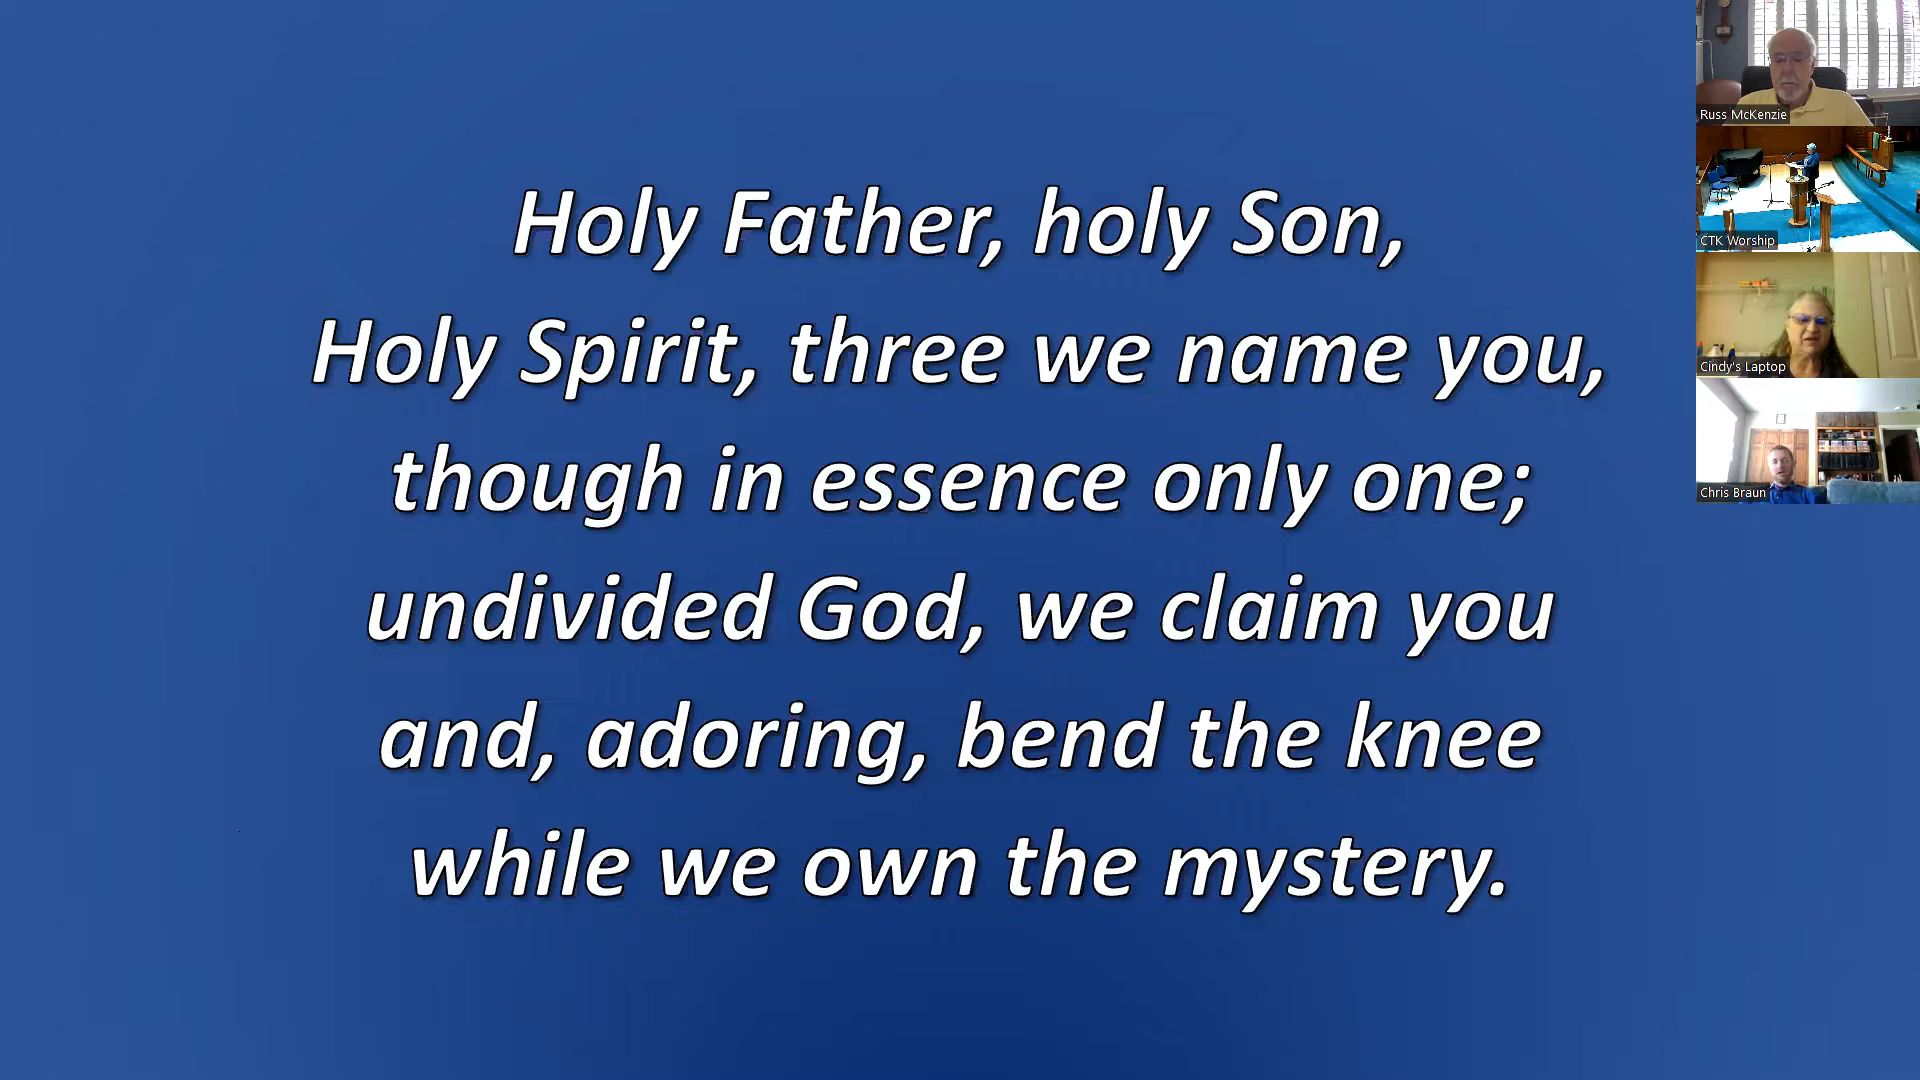 Holy Father, holy Son,
Holy Spirit, three we name you,
though in essence only one;
undivided God, we claim you
and, adoring, bend the knee
while we own the mystery.
Russ McKenzie
CTK Worship
Cindy's Laptop
Chris Braun